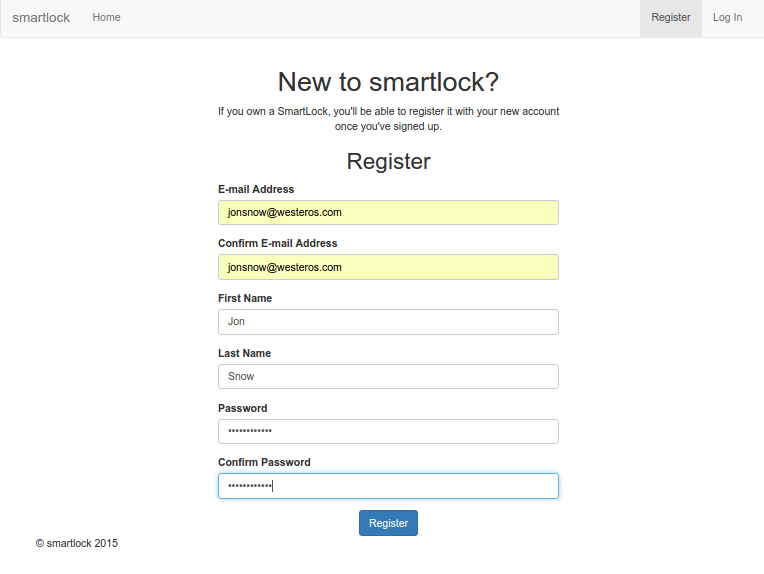 smartlock Home Register Log In
New to smartlock?
If you own a SmartLock, you'll be able to register it with your new account
once you've signed up.
Register
E-mail Address
jonsnow@westeros.com
Confirm E-mail Address
jonsnow@westeros.com
First Name
Jon
Last Name
Snow
Password
••••••••••••
Confirm Password
••••••••••••
Register
© smartlock 2015